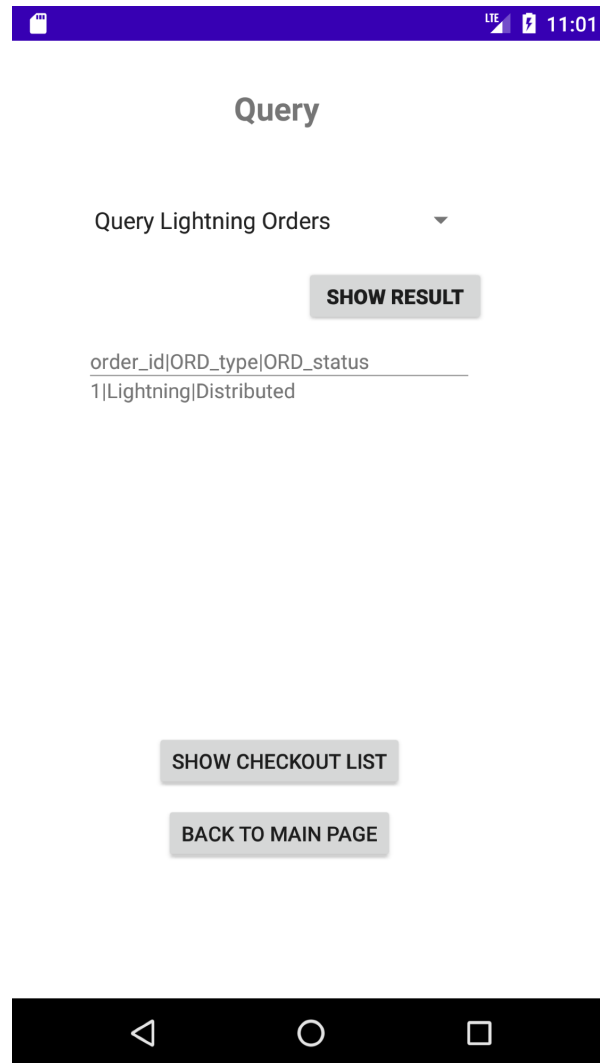 LTE 11:01
Query
Query Lightning Orders
SHOW RESULT
order_id|ORD_type|ORD_status
1|Lightning|Distributed
SHOW CHECKOUT LIST
BACK TO MAIN PAGE